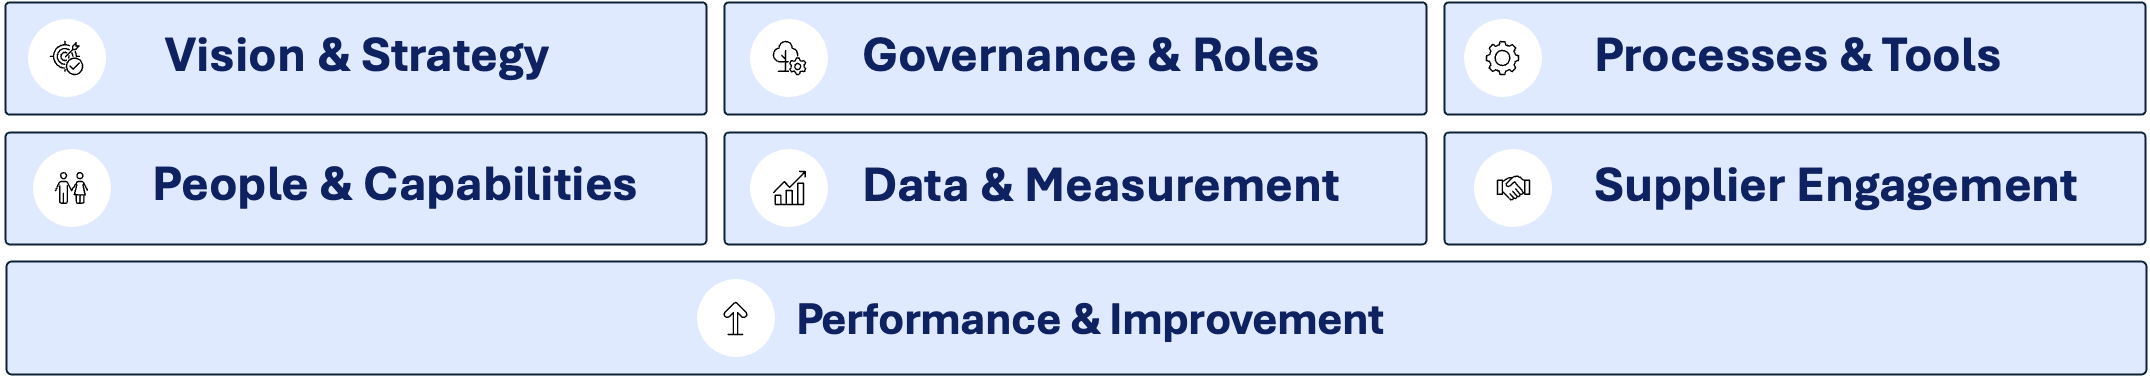 Vision & Strategy
Governance & Roles
Processes & Tools
People & Capabilities
Data & Measurement
Supplier Engagement
Performance & Improvement